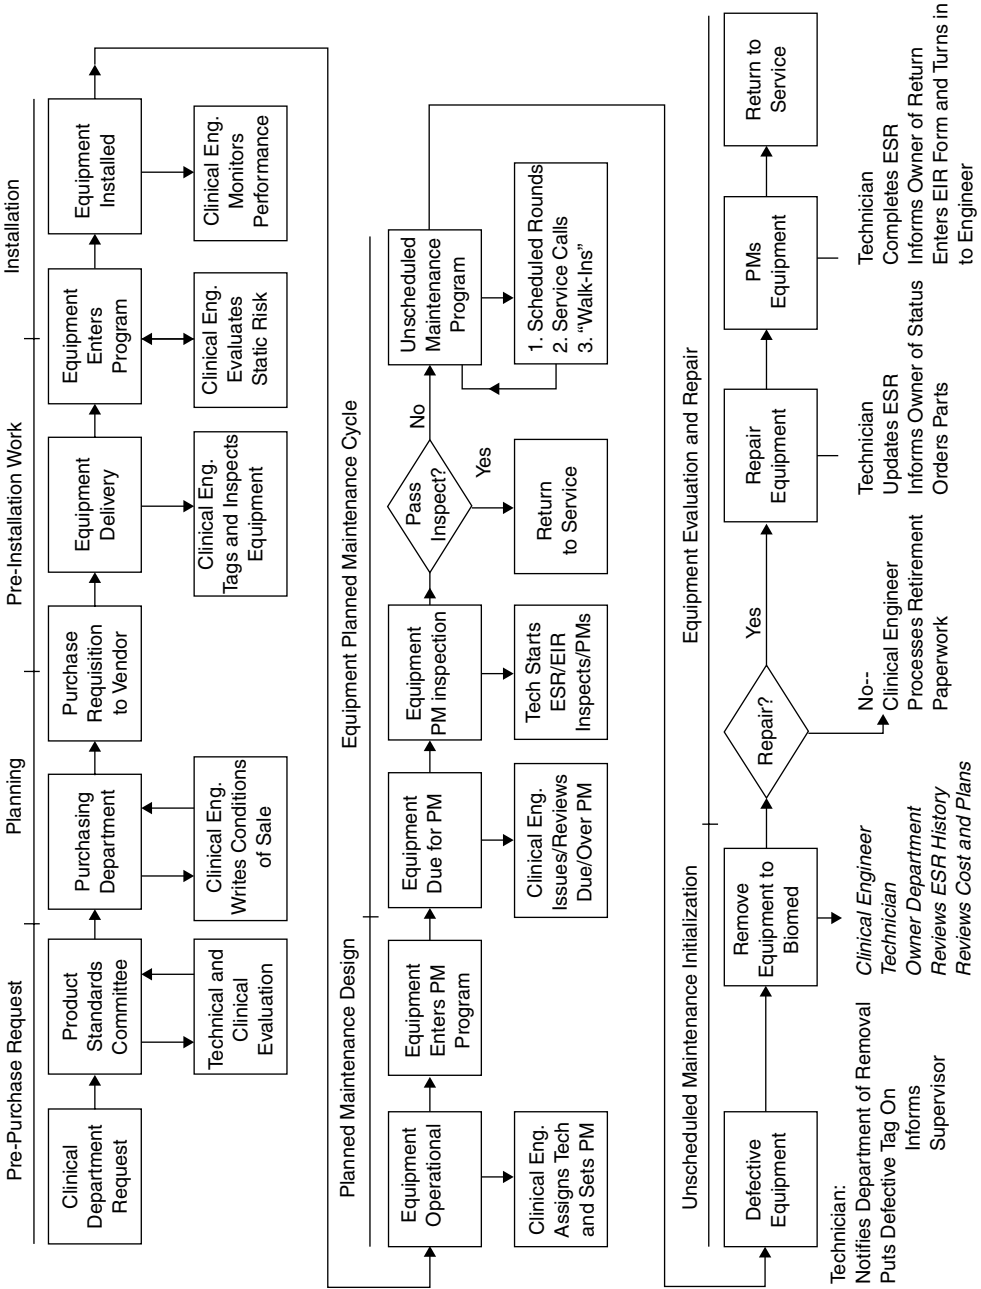 Pre-Purchase Request
Planning
Pre-Installation Work
Installation
Clinical
Department
Request
Product
Standards
Committee
Purchasing
Department
Purchase
Requisition
to Vendor
Equipment
Delivery
Equipment
Enters
Program
Equipment
Installed
Technical and
Clinical
Evaluation
Clinical Eng.
Writes Conditions
of Sale
Clinical Eng.
Tags and Inspects
Equipment
Clinical Eng.
Evaluates
Static Risk
Clinical Eng.
Monitors
Performance
Planned Maintenance Design
Equipment Planned Maintenance Cycle
Equipment
Operational
Equipment
Enters PM
Program
Equipment
Due for PM
Equipment
PM inspection
Pass
Inspect?
No
Yes
Unscheduled
Maintenance
Program
Clinical Eng.
Assigns Tech
and Sets PM
Clinical Eng.
Issues/Reviews
Due/Over PM
Tech Starts
ESR/EIR
Inspects/PMs
Return
to Service
1. Scheduled Rounds
2. Service Calls
3. “Walk-Ins”
Unscheduled Maintenance Initialization
Equipment Evaluation and Repair
Defective
Equipment
Remove
Equipment to
Biomed
Repair?
Yes
Repair
Equipment
PMs
Equipment
Return to
Service
Technician:
Notifies Department of Removal
Puts Defective Tag On
Informs
Supervisor
Clinical Engineer
Technician
Owner Department
Reviews ESR History
Reviews Cost and Plans
No--
Clinical Engineer
Processes Retirement
Paperwork
Technician
Updates ESR
Informs Owner of Status
Orders Parts
Technician
Completes ESR
Informs Owner of Return
Enters EIR Form and Turns in
to Engineer